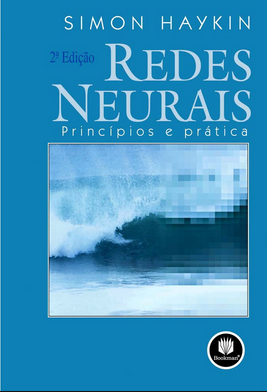 SIMON HAYKIN
2ª Edição
REDES
NEURAIS
Princípios e prática
Bookman